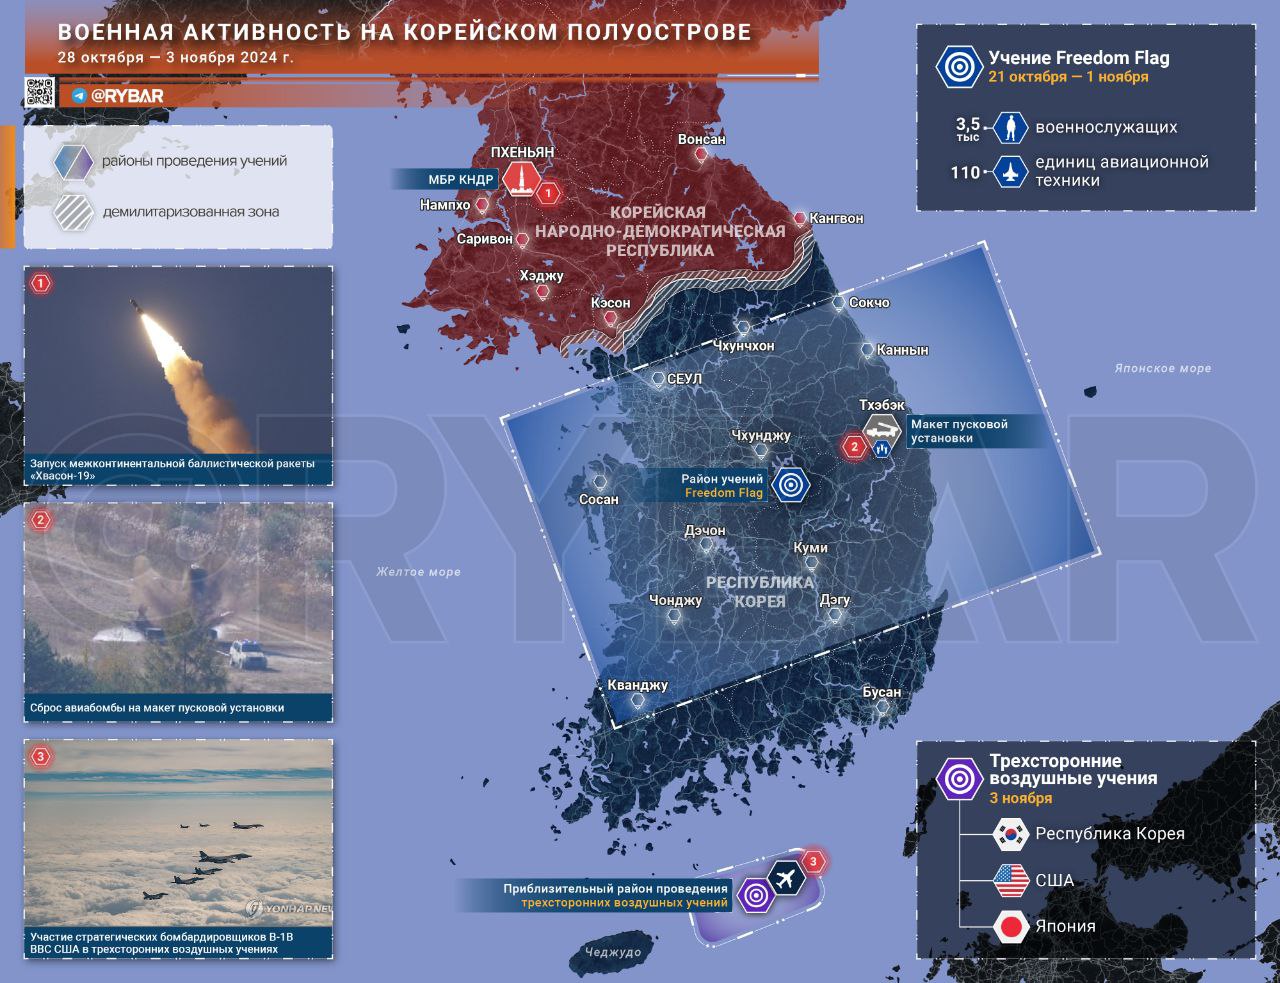 ВОЕННАЯ АКТИВНОСТЬ НА КОРЕЙСКОМ ПОЛУОСТРОВЕ
28 октября — 3 ноября 2024 г.
@RYBAR
районы проведения учений
демилитаризованная зона
1
Запуск межконтинентальной баллистической ракеты
«Хвасон-19»
2
Сброс авиабомбы на макет пусковой установки
3
YONHAPNEW
Участие стратегических бомбардировщиков B-1B
ВВС США в трехсторонних воздушных учениях
Учение Freedom Flag
21 октября — 1 ноября
3,5
тыс
военнослужащих
110
единиц авиационной
техники
ПХЕНЬЯН
МБР КНДР
1
Вонсан
Нампхо
Саривон
Кангвон
КОРЕЙСКАЯ
НАРОДНО-ДЕМОКРАТИЧЕСКАЯ
РЕСПУБЛИКА
Хэджу
Кэсон
Сокчо
Чхунчхон
Каннын
СЕУЛ
Японское море
Тхэбэк
Макет пусковой
установки
2
Чхунджу
Район учений
Freedom Flag
Сосан
Дэчон
Куми
Желтое море
РЕСПУБЛИКА
КОРЕЯ
Чонджу
Дэгу
Кванджу
Бусан
@RYBAR
3
Приблизительный район проведения
трехсторонних воздушных учений
Чеджудо
Трехсторонние
воздушные учения
3 ноября
Республика Корея
США
Япония